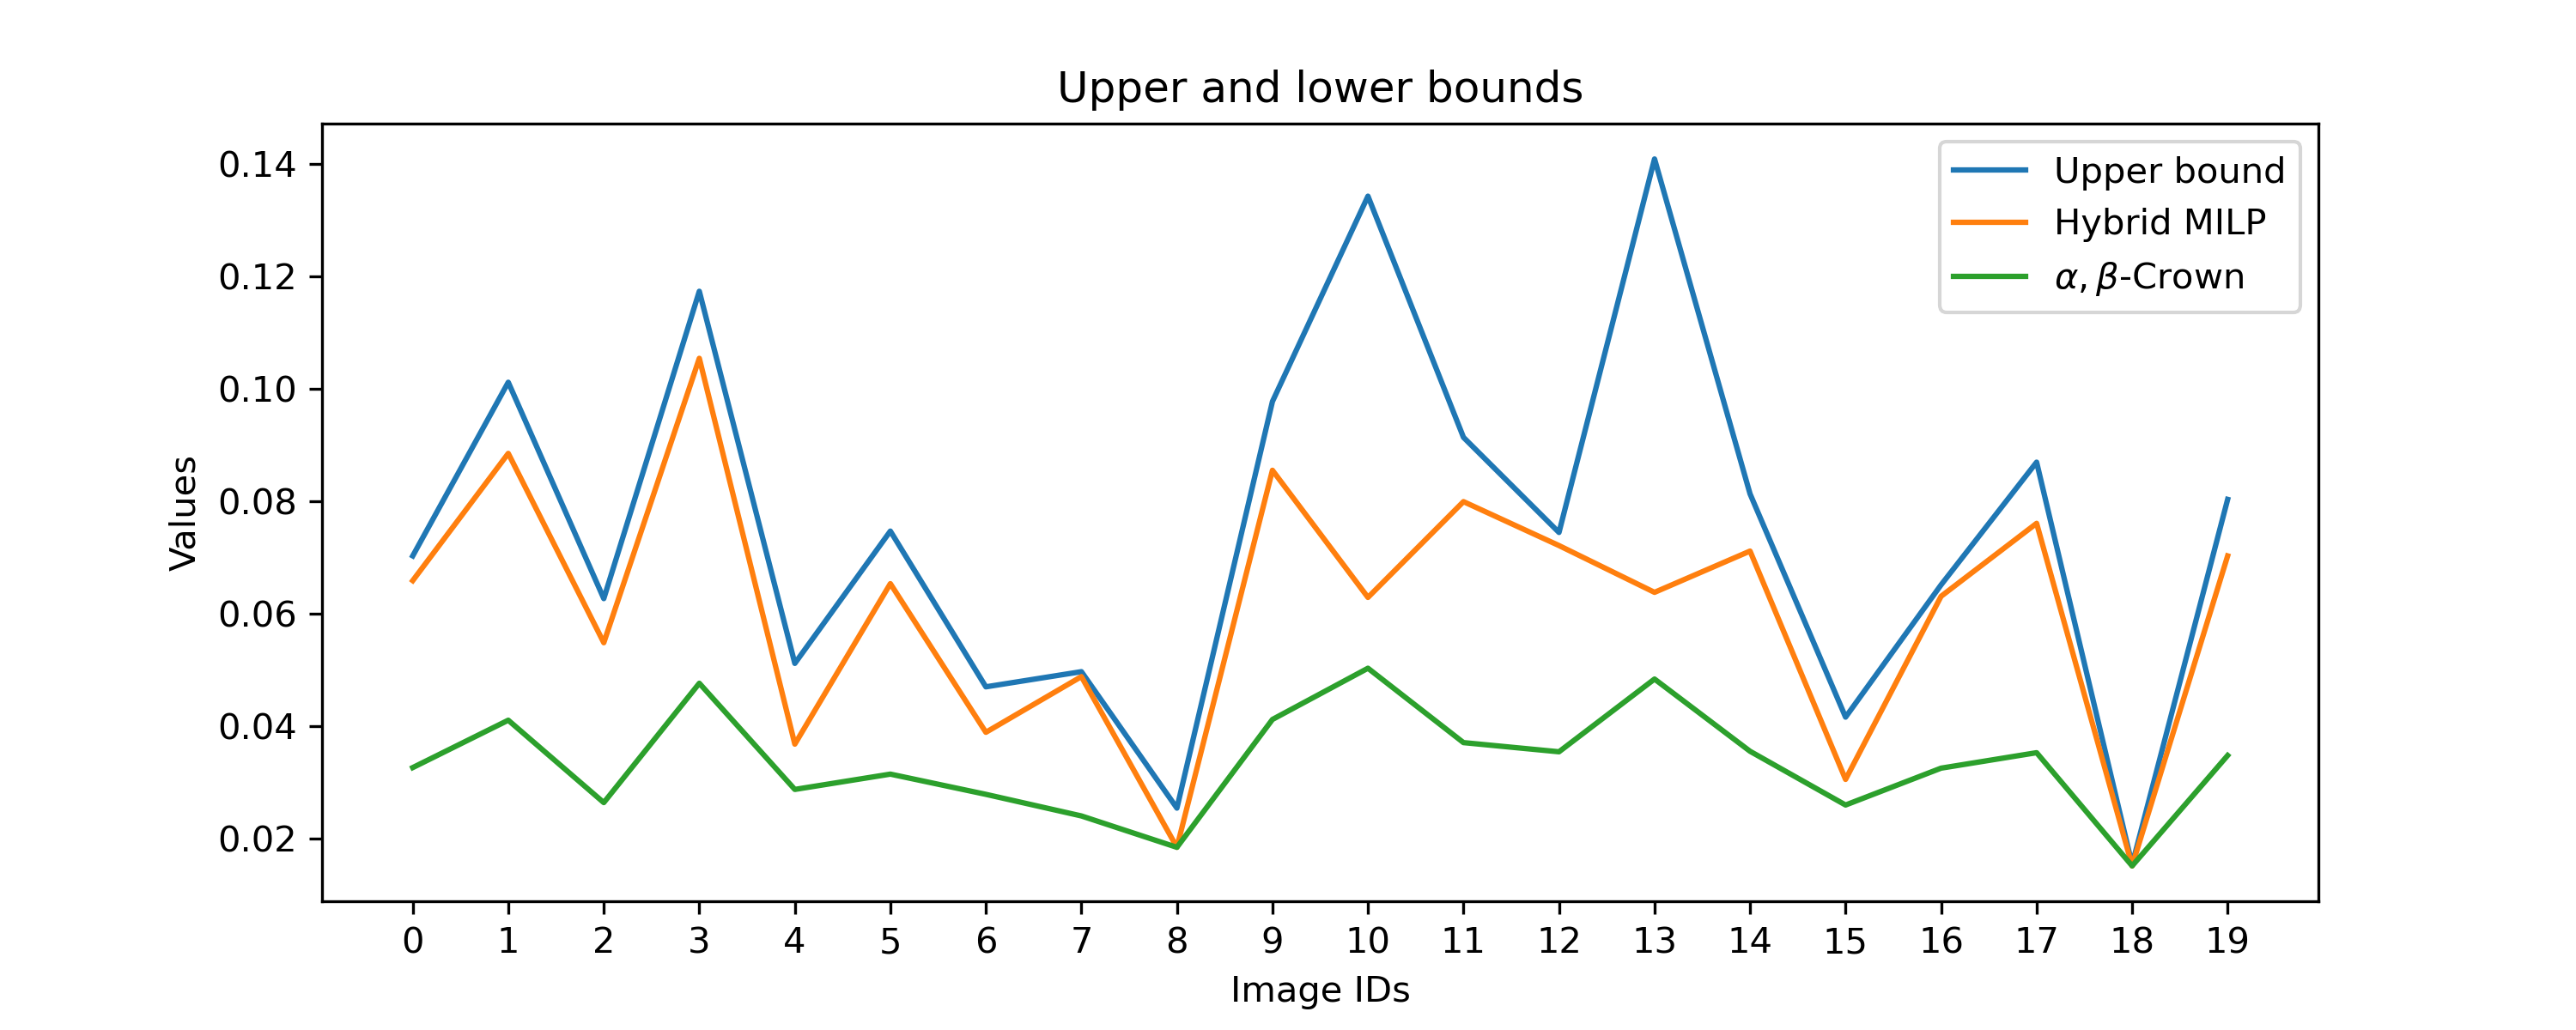 Upper and lower bounds
0.14
0.12
0.10
0.08
0.06
0.04
0.02
Values
Upper bound
Hybrid MILP
α, β-Crown
0 1 2 3 4 5 6 7 8 9 10 11 12 13 14 15 16 17 18 19
Image IDs